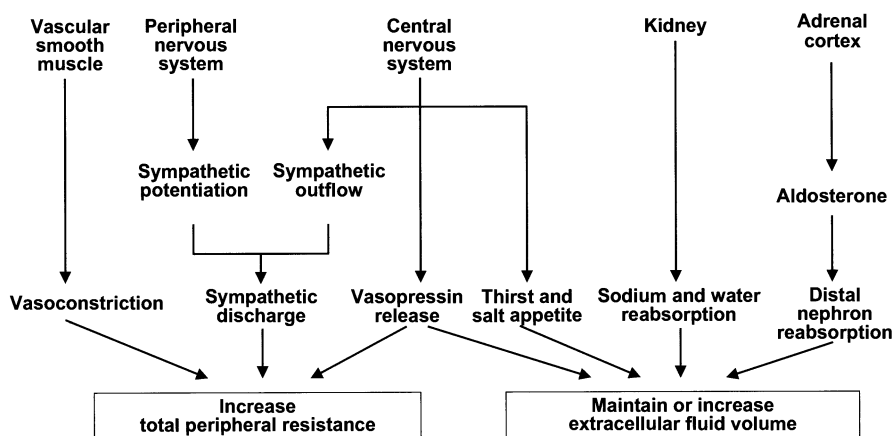 Vascular
smooth
muscle
Peripheral
nervous
system
Central
nervous
system
Kidney
Adrenal
cortex
Sympathetic
potentiation
Sympathetic
outflow
Aldosterone
Vasoconstriction
Sympathetic
discharge
Vasopressin
release
Thirst and
salt appetite
Sodium and water
reabsorption
Distal
nephron
reabsorption
Increase
total peripheral resistance
Maintain or increase
extracellular fluid volume